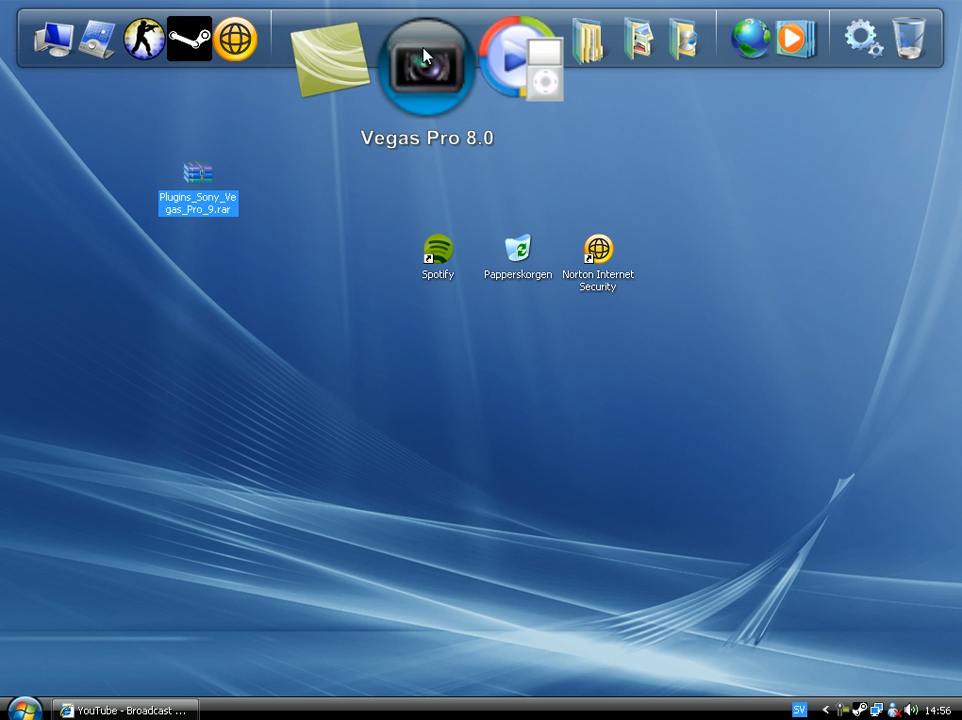 Vegas Pro 8.0
Plugins_Sony_Ve
gas_Pro_9.rar
Spotify
Papperskorgen
Norton Internet
Security
YouTube - Broadcast ...
SV
14:56